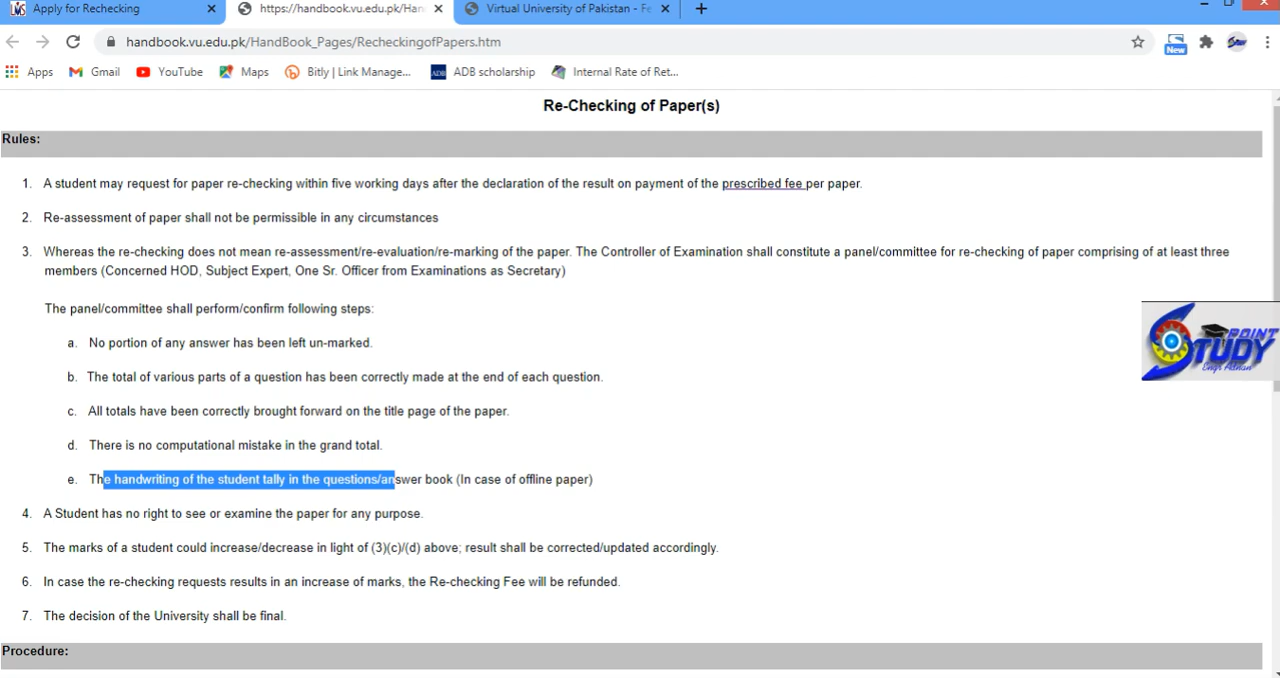 Apply for Rechecking
https://handbook.vu.edu.pk/Han
Virtual University of Pakistan - Fe
handbook.vu.edu.pk/HandBook_Pages/RecheckingofPapers.htm
New
Apps
Gmail
YouTube
Maps
Bitly | Link Manage...
ADB scholarship
Internal Rate of Ret...
Re-Checking of Paper(s)
Rules:
1. A student may request for paper re-checking within five working days after the declaration of the result on payment of the prescribed fee per paper.
2. Re-assessment of paper shall not be permissible in any circumstances
3. Whereas the re-checking does not mean re-assessment/re-evaluation/re-marking of the paper. The Controller of Examination shall constitute a panel/committee for re-checking of paper comprising of at least three
members (Concerned HOD, Subject Expert, One Sr. Officer from Examinations as Secretary)
The panel/committee shall perform/confirm following steps:
a. No portion of any answer has been left un-marked.
b. The total of various parts of a question has been correctly made at the end of each question.
c. All totals have been correctly brought forward on the title page of the paper.
d. There is no computational mistake in the grand total.
e. The handwriting of the student tally in the questions/answer book (In case of offline paper)
4. A Student has no right to see or examine the paper for any purpose.
5. The marks of a student could increase/decrease in light of (3)(c)/(d) above; result shall be corrected/updated accordingly.
6. In case the re-checking requests results in an increase of marks, the Re-checking Fee will be refunded.
7. The decision of the University shall be final.
Procedure:
POINT
STUDY
Engr Adnan